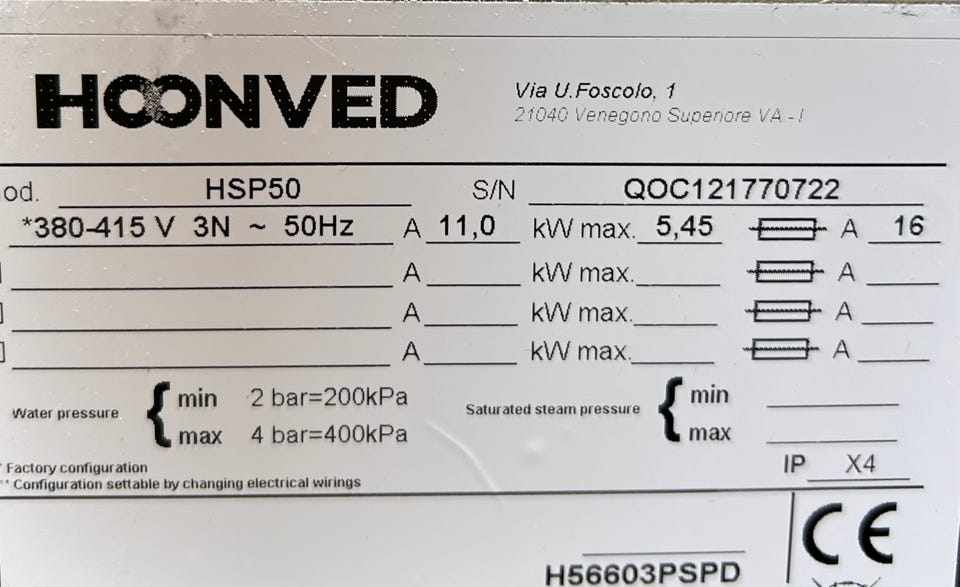 HOONVED
Via U.Foscolo, 1
21040 Venegono Superiore VA - I
od. HSP50 S/N QOC121770722
*380-415 V 3N ~ 50Hz A 11,0 kW max. 5,45 A 16
A kW max. A
A kW max. A
A kW max. A
Water pressure { min 2 bar=200kPa
max 4 bar=400kPa
Saturated steam pressure { min
max
* Factory configuration
** Configuration settable by changing electrical wirings
IP X4
CE
H56603PSPD